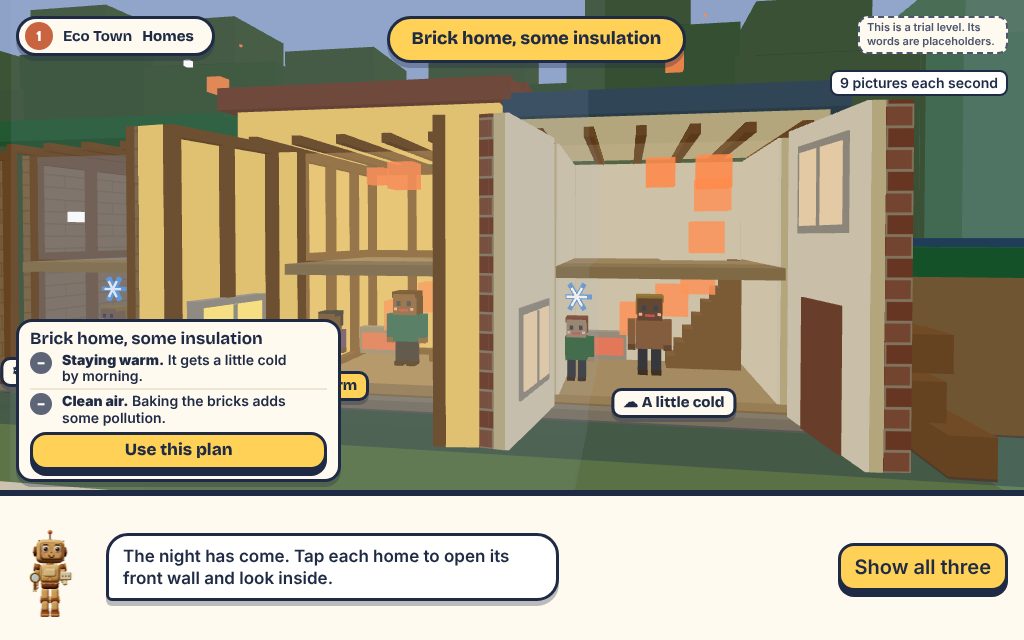 1 Eco Town Homes
Brick home, some insulation
This is a trial level. Its
words are placeholders.
9 pictures each second
Brick home, some insulation
Staying warm. It gets a little cold
by morning.
Clean air. Baking the bricks adds
some pollution.
Use this plan
A little cold
The night has come. Tap each home to open its
front wall and look inside.
Show all three